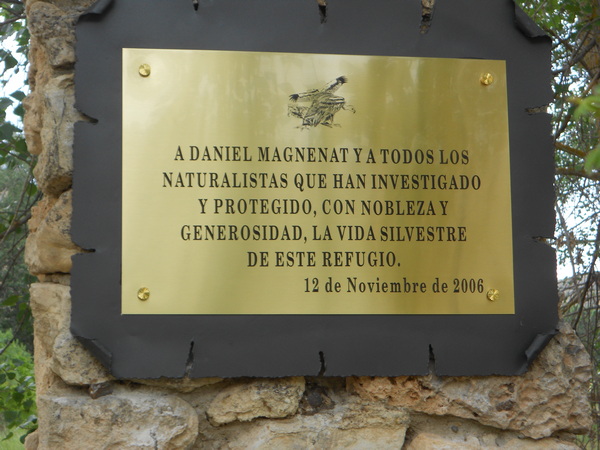 A DANIEL MAGNENAT Y A TODOS LOS
NATURALISTAS QUE HAN INVESTIGADO
Y PROTEGIDO, CON NOBLEZA Y
GENEROSIDAD, LA VIDA SILVESTRE
DE ESTE REFUGIO.
12 de Noviembre de 2006